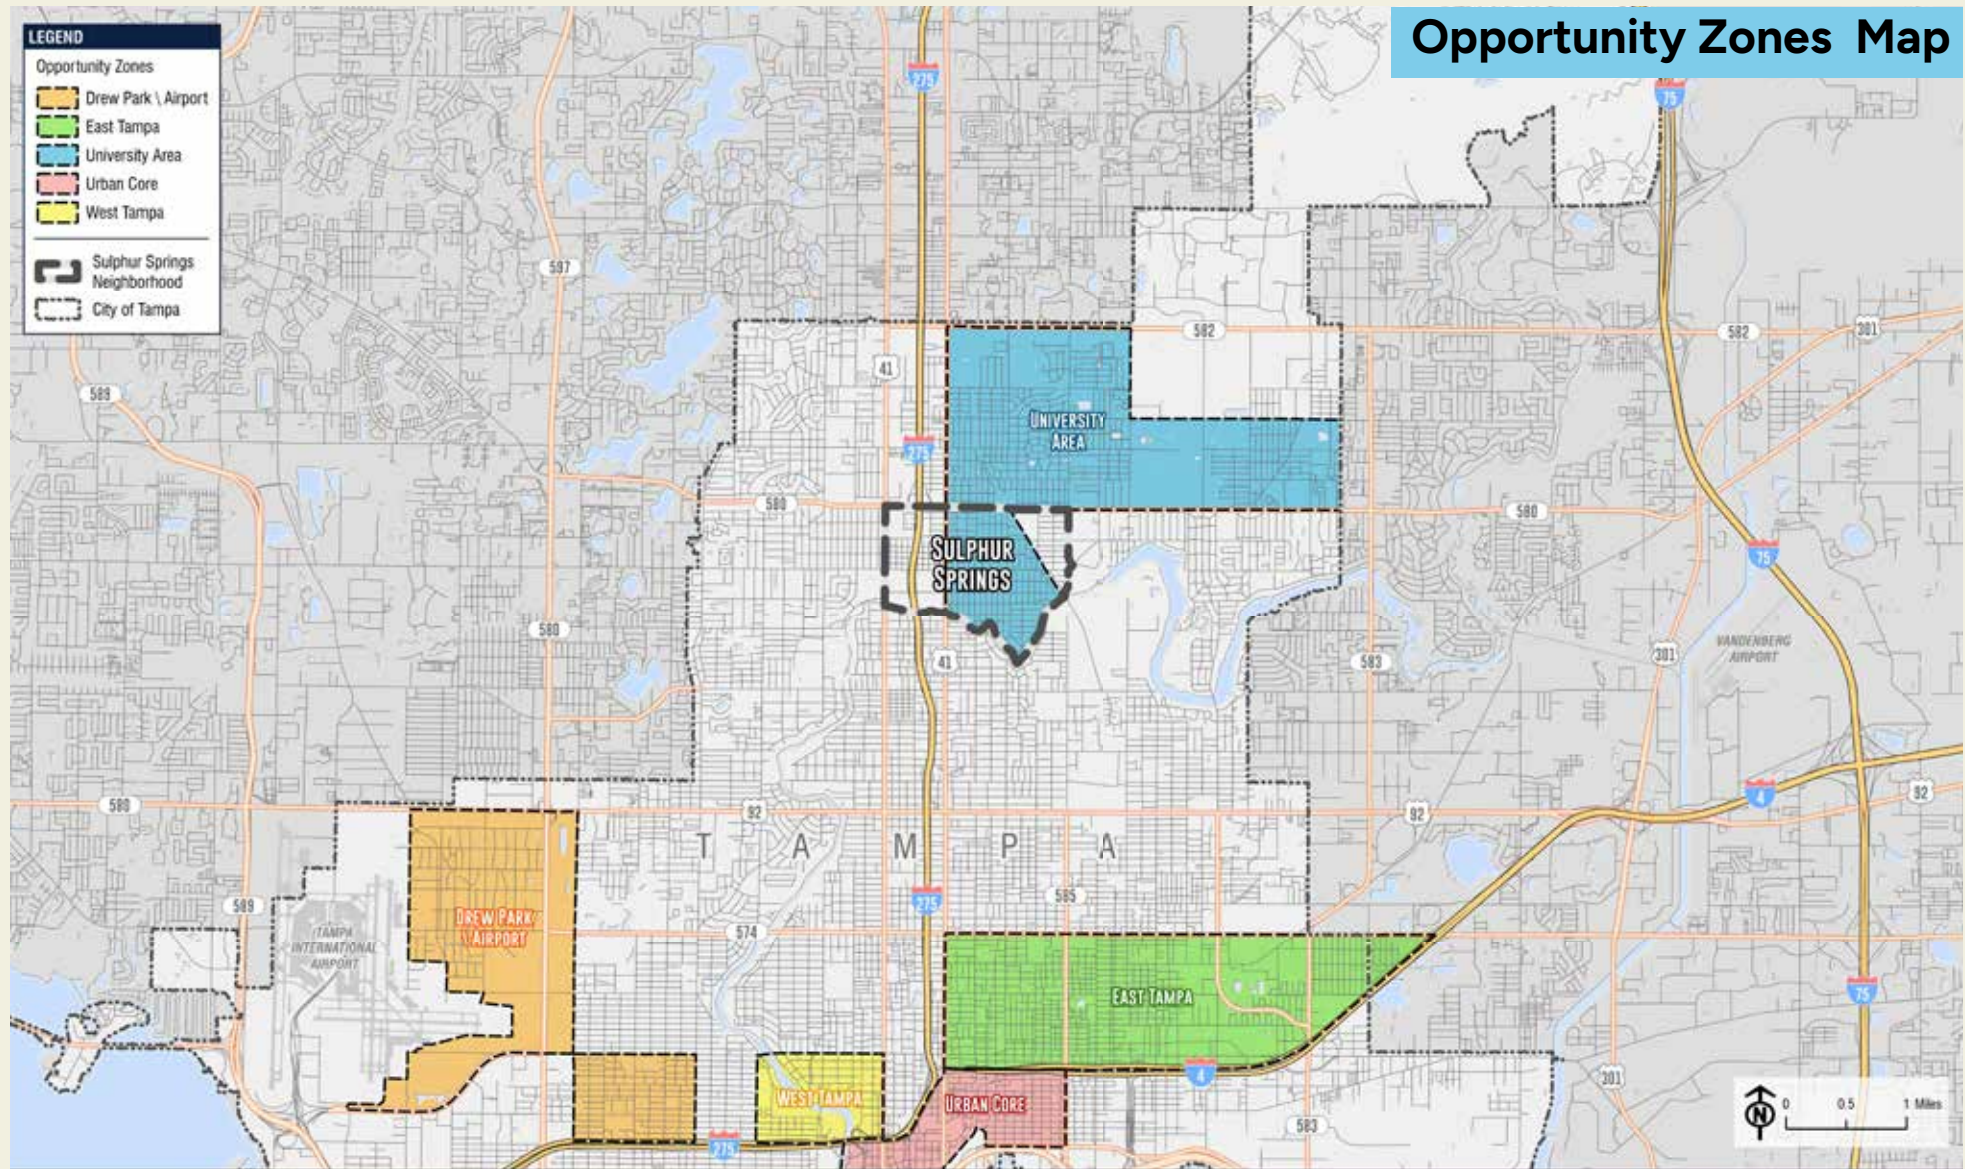 Opportunity Zones Map
LEGEND
Opportunity Zones
Drew Park \ Airport
East Tampa
University Area
Urban Core
West Tampa
Sulphur Springs
Neighborhood
City of Tampa
275
75
597
582
582
301
41
589
275
UNIVERSITY
AREA
580
580
SULPHUR
SPRINGS
75
580
41
583
301
VANDENBERG
AIRPORT
580
92
92
4
92
T A M P A
589
585
275
DREW PARK
\ AIRPORT
574
TAMPA
INTERNATIONAL
AIRPORT
EAST TAMPA
75
4
301
WEST TAMPA
URBAN CORE
583
275
N
0 0.5 1 Miles